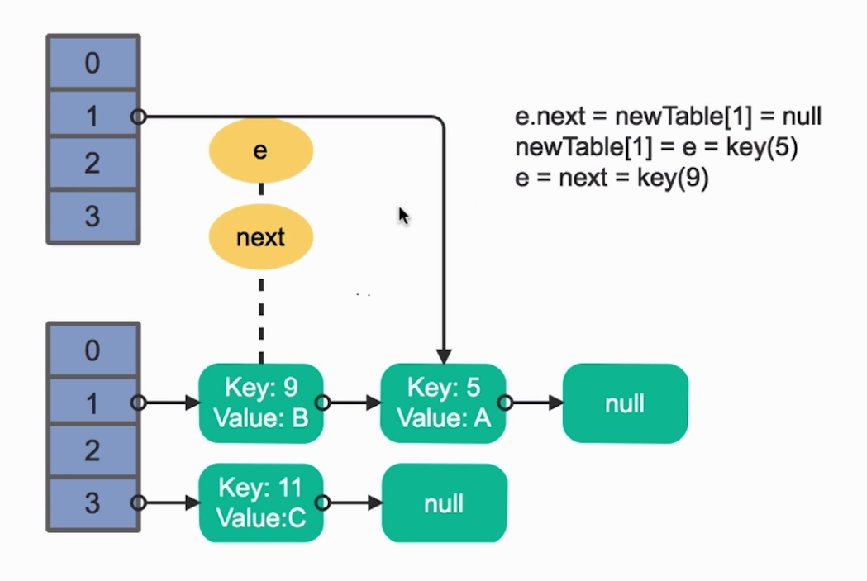 0
1
2
3
e
next
e.next = newTable[1] = null
newTable[1] = e = key(5)
e = next = key(9)
0
1
2
3
Key: 9
Value: B
Key: 5
Value: A
null
Key: 11
Value:C
null